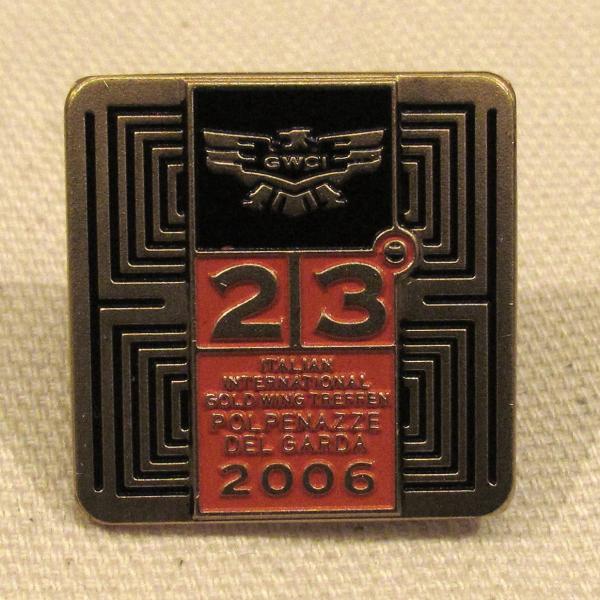 GWCI
23°
ITALIAN
INTERNATIONAL
GOLD WING TREFFEN
POLPENAZZE
DEL GARDA
2006